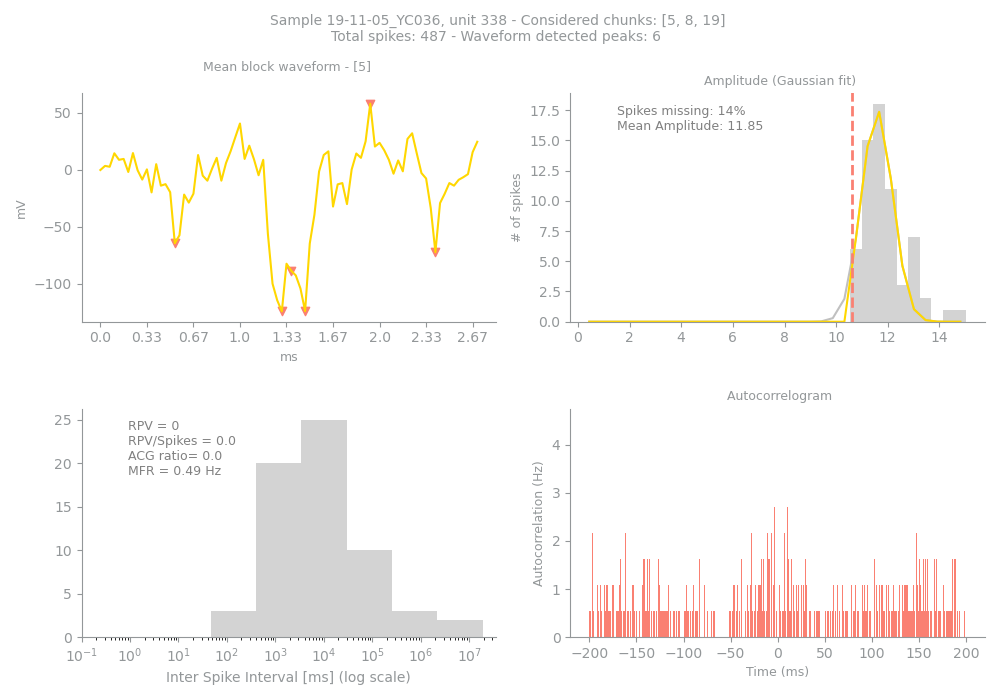 Sample 19-11-05_YC036, unit 338 - Considered chunks: [5, 8, 19]
Total spikes: 487 - Waveform detected peaks: 6
Mean block waveform - [5]
50
0
−50
−100
mV
0.0 0.33 0.67 1.0 1.33 1.67 2.0 2.33 2.67
ms
Amplitude (Gaussian fit)
Spikes missing: 14%
Mean Amplitude: 11.85
17.5
15.0
12.5
10.0
7.5
5.0
2.5
0.0
# of spikes
0 2 4 6 8 10 12 14
RPV = 0
RPV/Spikes = 0.0
ACG ratio= 0.0
MFR = 0.49 Hz
25
20
15
10
5
0
10⁻¹ 10⁰ 10¹ 10² 10³ 10⁴ 10⁵ 10⁶ 10⁷
Inter Spike Interval [ms] (log scale)
Autocorrelogram
4
3
2
1
0
Autocorrelation (Hz)
−200 −150 −100 −50 0 50 100 150 200
Time (ms)